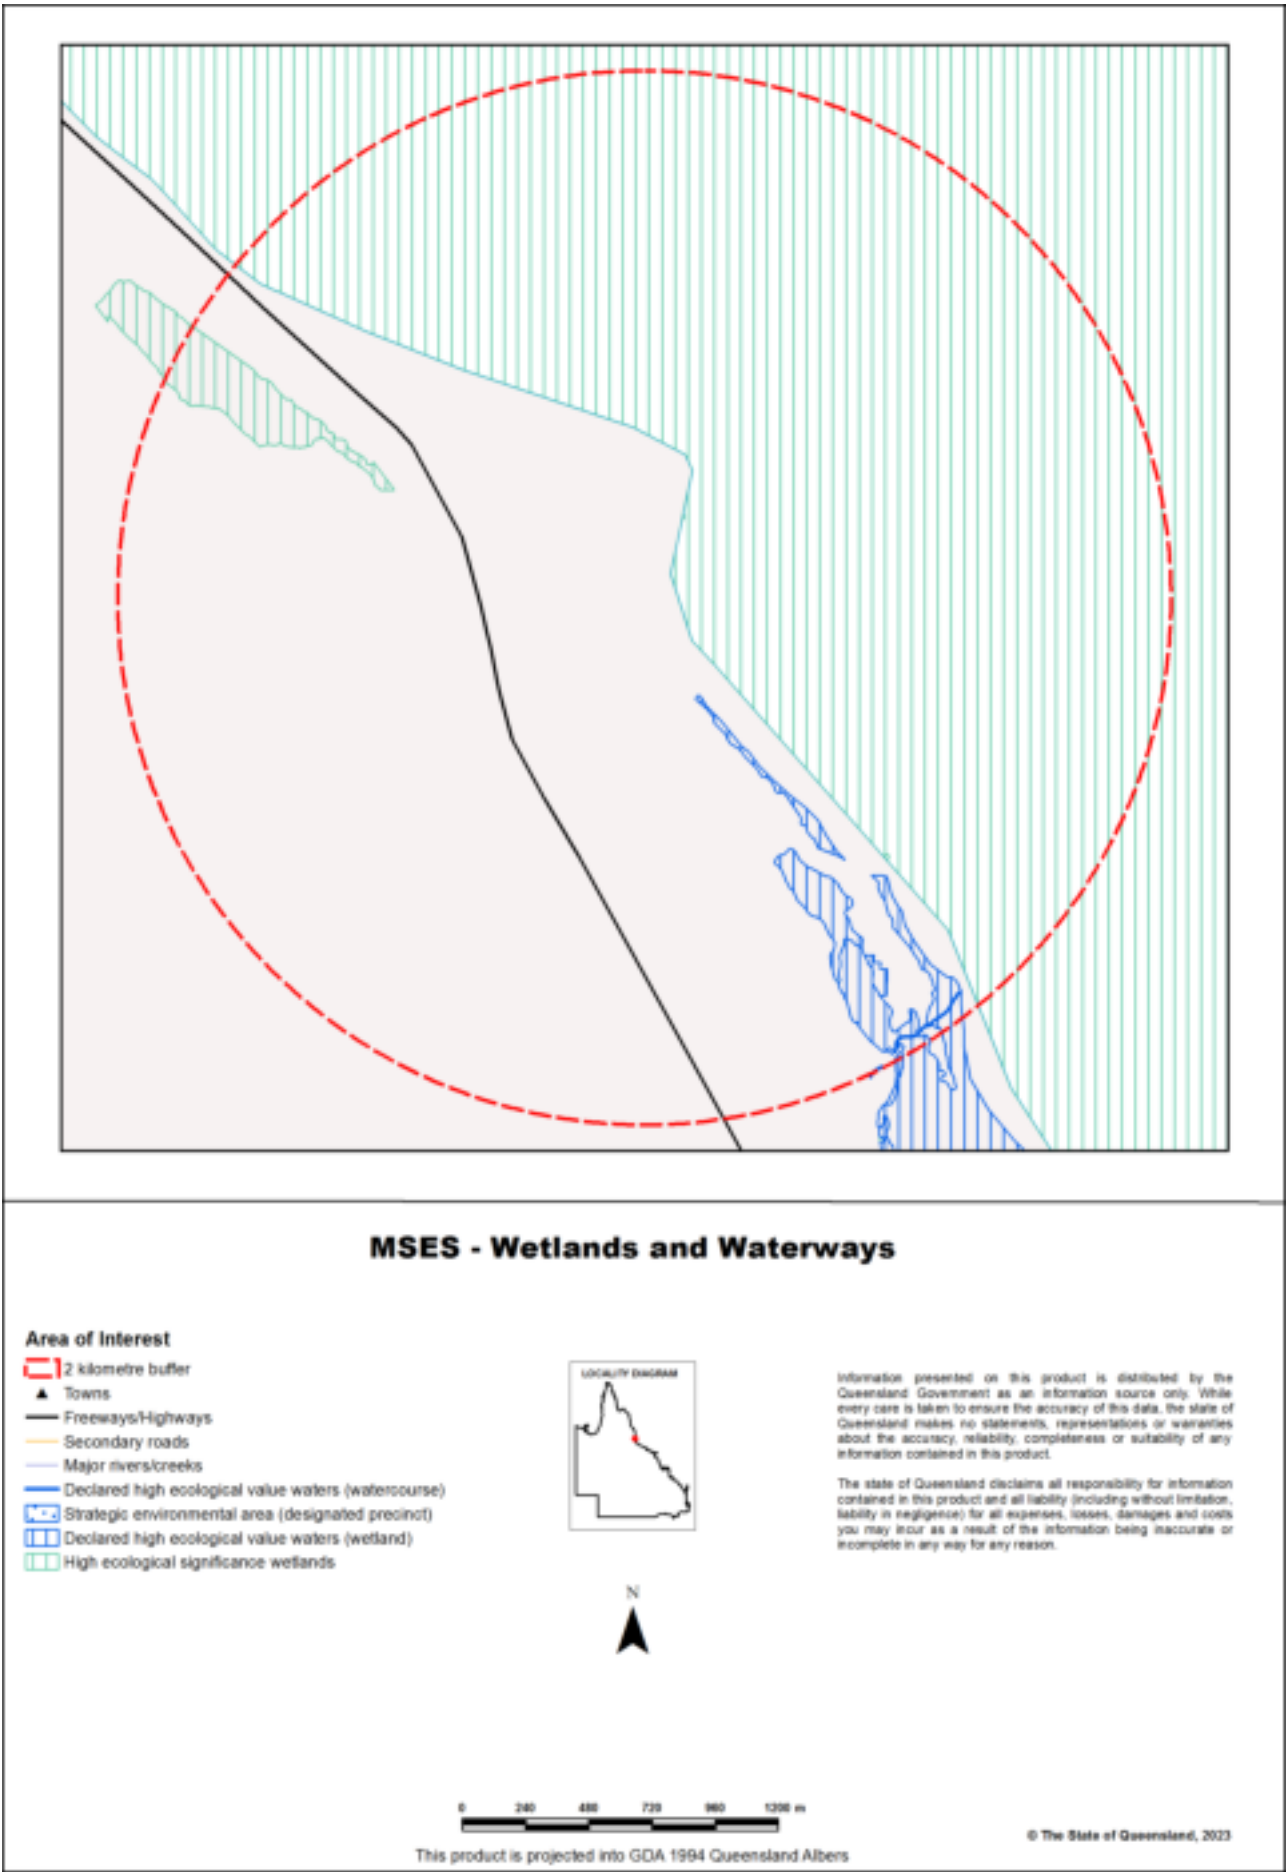 MSES - Wetlands and Waterways
Area of Interest
2 kilometre buffer
Towns
Freeways/Highways
Secondary roads
Major rivers/creeks
Declared high ecological value waters (watercourse)
Strategic environmental area (designated precinct)
Declared high ecological value waters (wetland)
High ecological significance wetlands
LOCALITY DIAGRAM
Information presented on this product is distributed by the
Queensland Government as an information source only. While
every care is taken to ensure the accuracy of this data, the state of
Queensland makes no statements, representations or warranties
about the accuracy, reliability, completeness or suitability of any
information contained in this product.
The state of Queensland disclaims all responsibility for information
contained in this product and all liability (including without limitation,
liability in negligence) for all expenses, losses, damages and costs
you may incur as a result of the information being inaccurate or
incomplete in any way for any reason.
N
0 240 480 720 960 1200 m
This product is projected into GDA 1994 Queensland Albers
© The State of Queensland, 2023